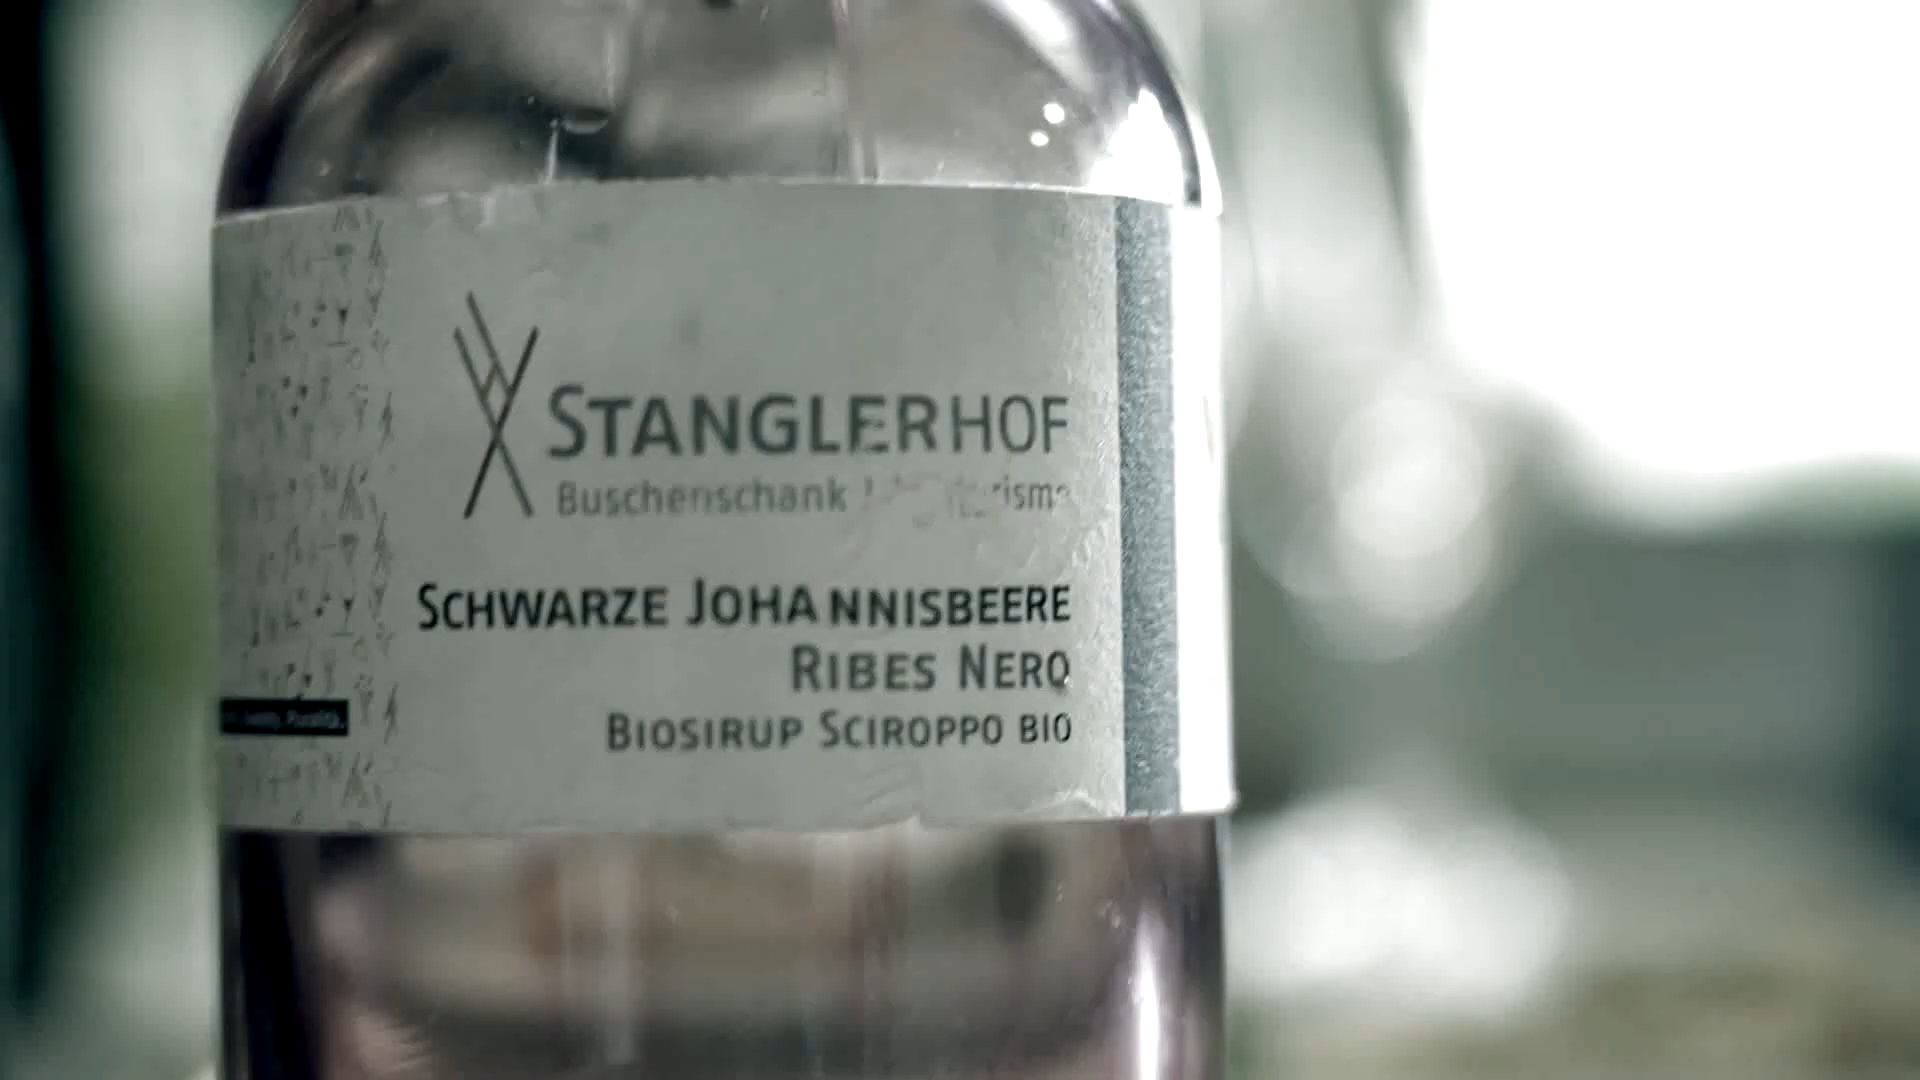 STANGLERHOF
Buschenschank
SCHWARZE JOHANNISBEERE
RIBES NERO
BIOSIRUP SCIROPPO BIO